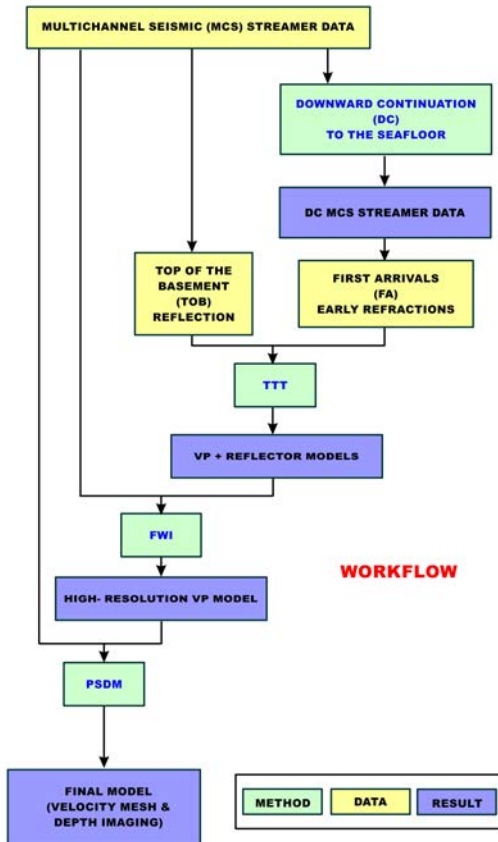 MULTICHANNEL SEISMIC (MCS) STREAMER DATA
DOWNWARD CONTINUATION
(DC)
TO THE SEAFLOOR
DC MCS STREAMER DATA
TOP OF THE
BASEMENT
(TOB)
REFLECTION
FIRST ARRIVALS
(FA)
EARLY REFRACTIONS
TTT
VP + REFLECTOR MODELS
FWI
WORKFLOW
HIGH- RESOLUTION VP MODEL
PSDM
FINAL MODEL
(VELOCITY MESH &
DEPTH IMAGING)
METHOD
DATA
RESULT